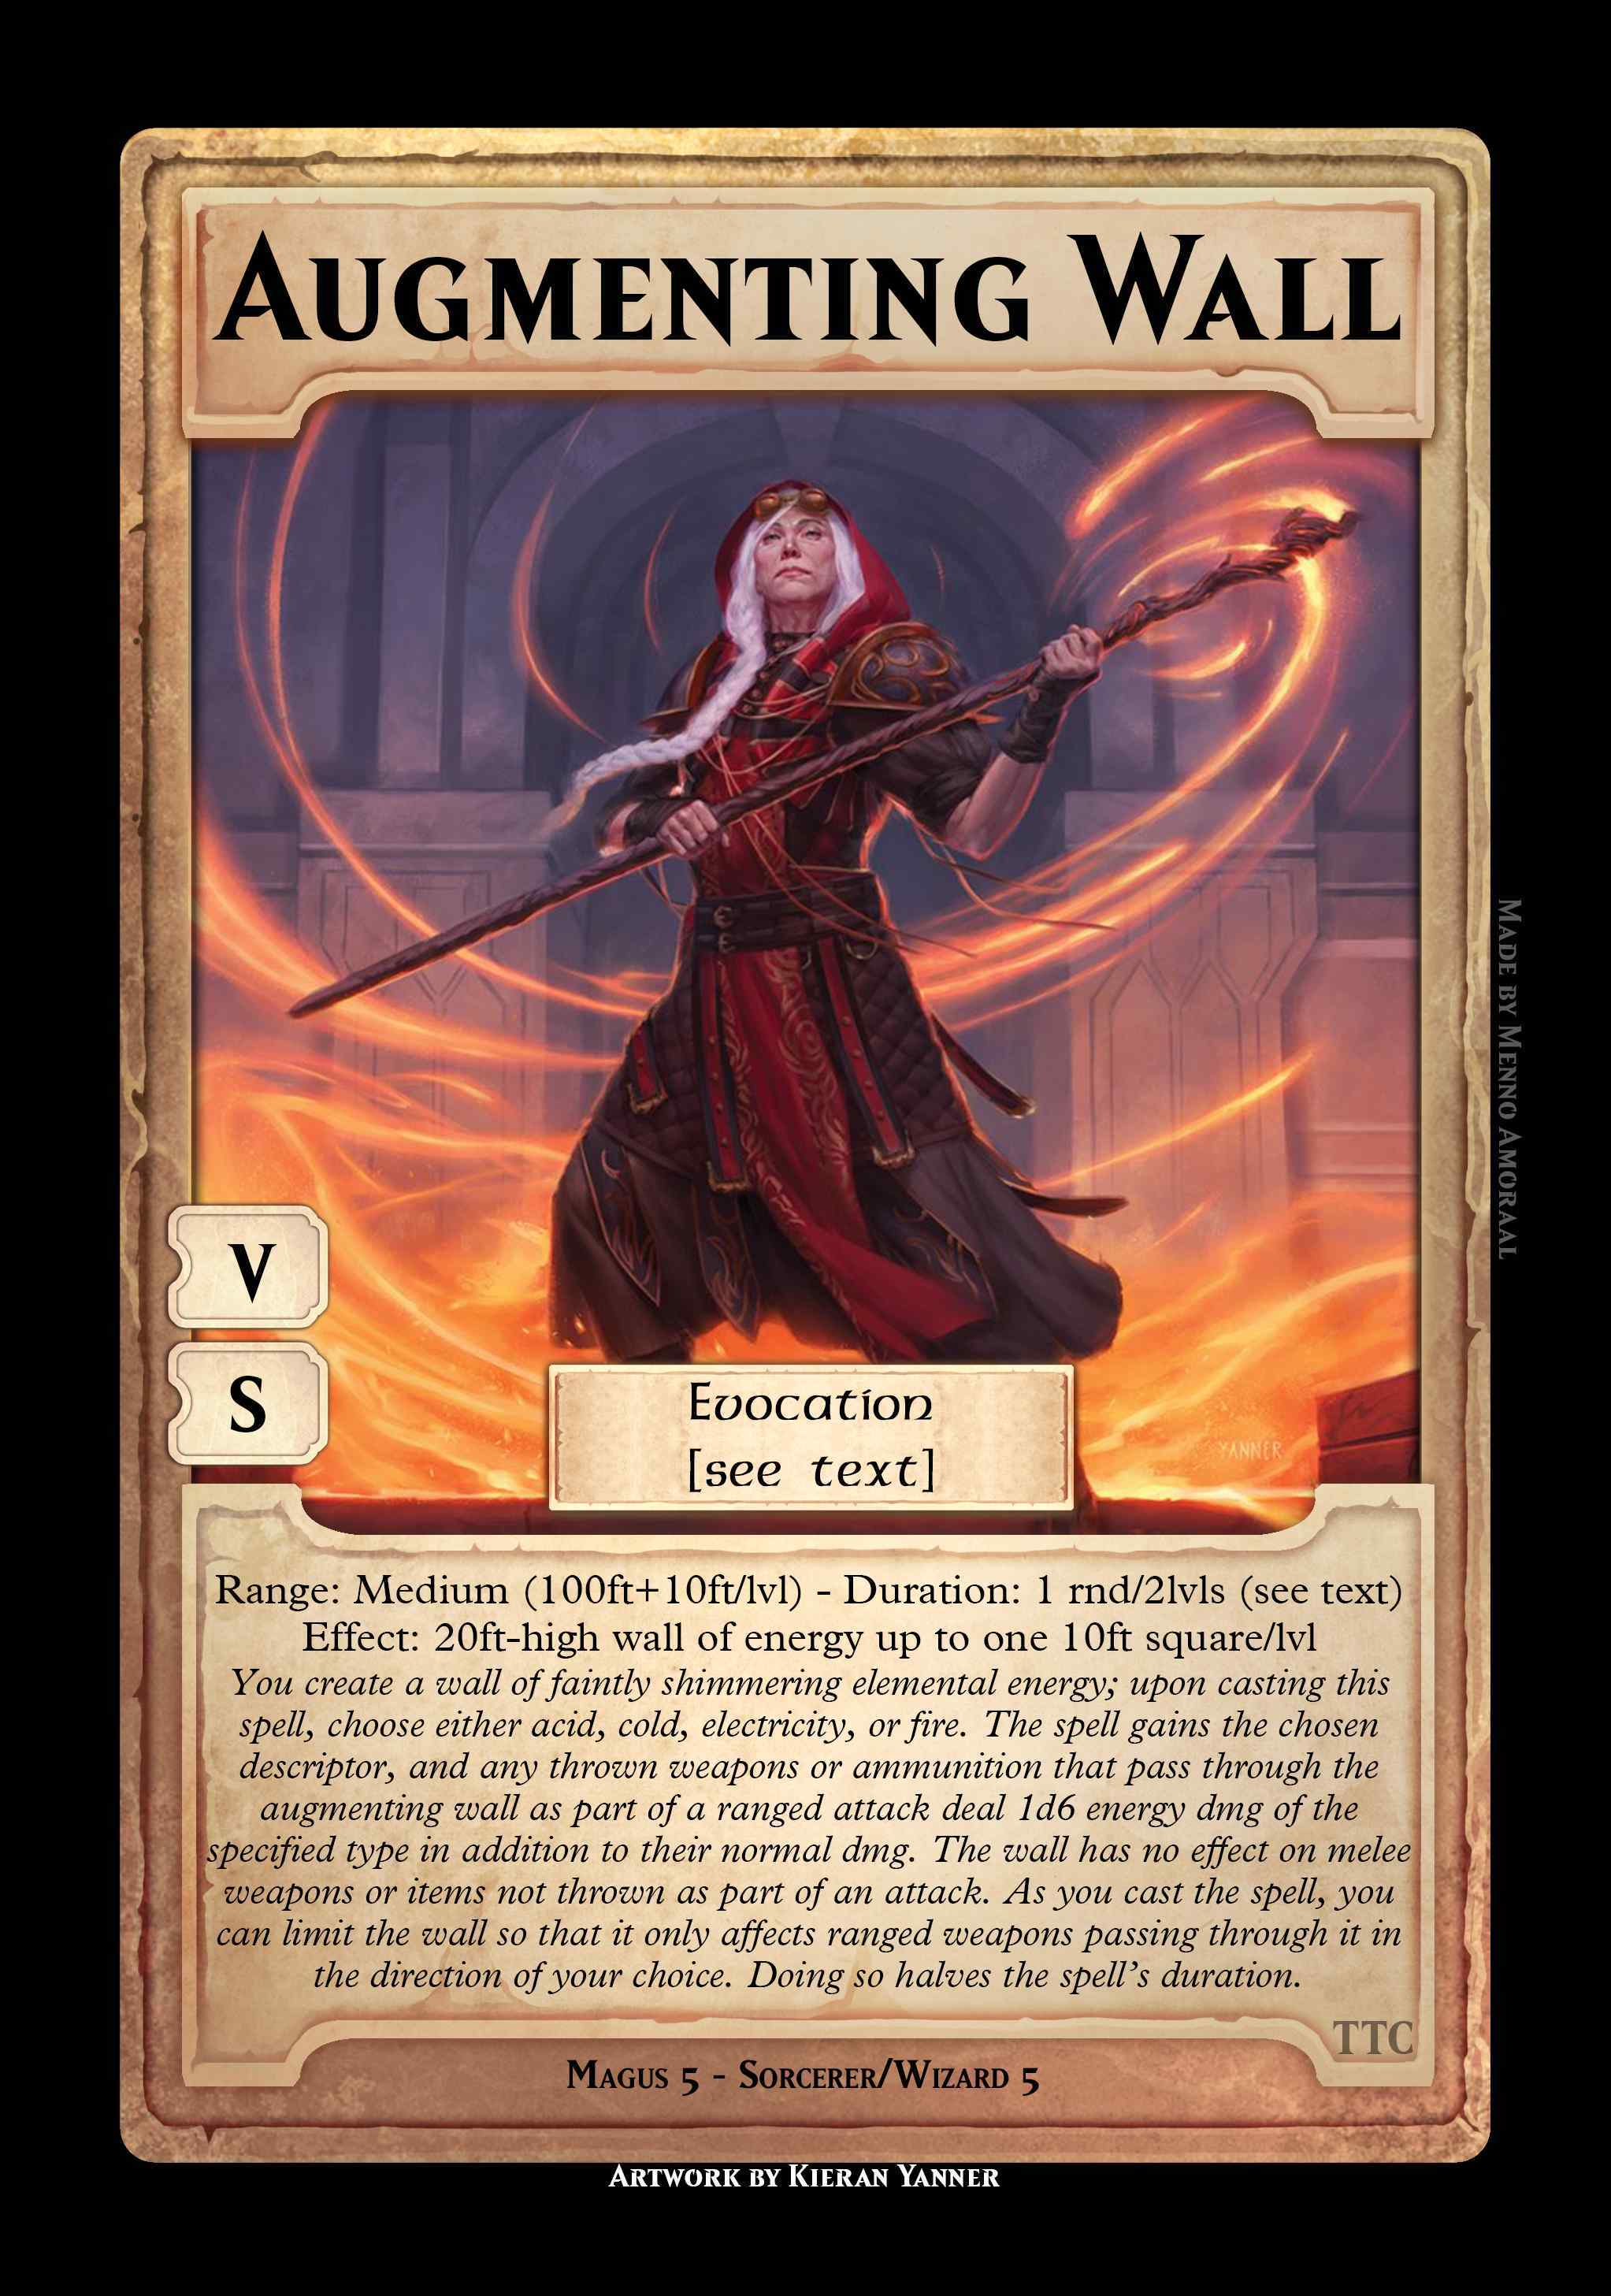 Augmenting Wall
V
S
Evocation
[see text]
Range: Medium (100ft+10ft/lvl) - Duration: 1 rnd/2lvls (see text)
Effect: 20ft-high wall of energy up to one 10ft square/lvl
You create a wall of faintly shimmering elemental energy; upon casting this
spell, choose either acid, cold, electricity, or fire. The spell gains the chosen
descriptor, and any thrown weapons or ammunition that pass through the
augmenting wall as part of a ranged attack deal 1d6 energy dmg of the
specified type in addition to their normal dmg. The wall has no effect on melee
weapons or items not thrown as part of an attack. As you cast the spell, you
can limit the wall so that it only affects ranged weapons passing through it in
the direction of your choice. Doing so halves the spell's duration.
TTC
Magus 5 - Sorcerer/Wizard 5
Artwork by Kieran Yanner
Made by Menno Amoraal
YANNER